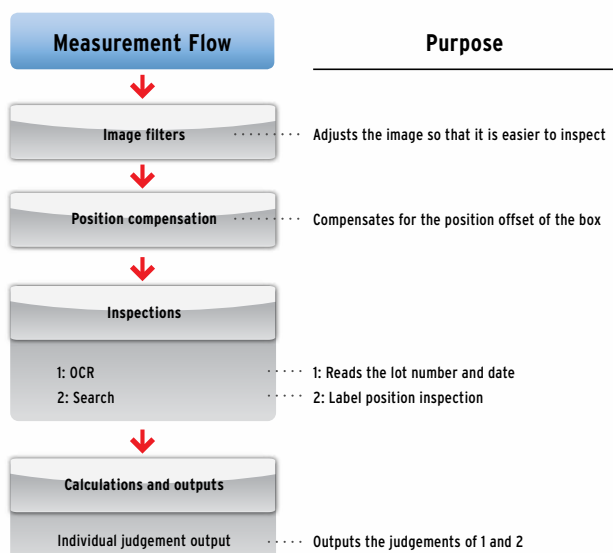 Measurement Flow Purpose
Image filters ········· Adjusts the image so that it is easier to inspect
Position compensation ········· Compensates for the position offset of the box
Inspections
1: OCR ····· 1: Reads the lot number and date
2: Search ····· 2: Label position inspection
Calculations and outputs
Individual judgement output ····· Outputs the judgements of 1 and 2